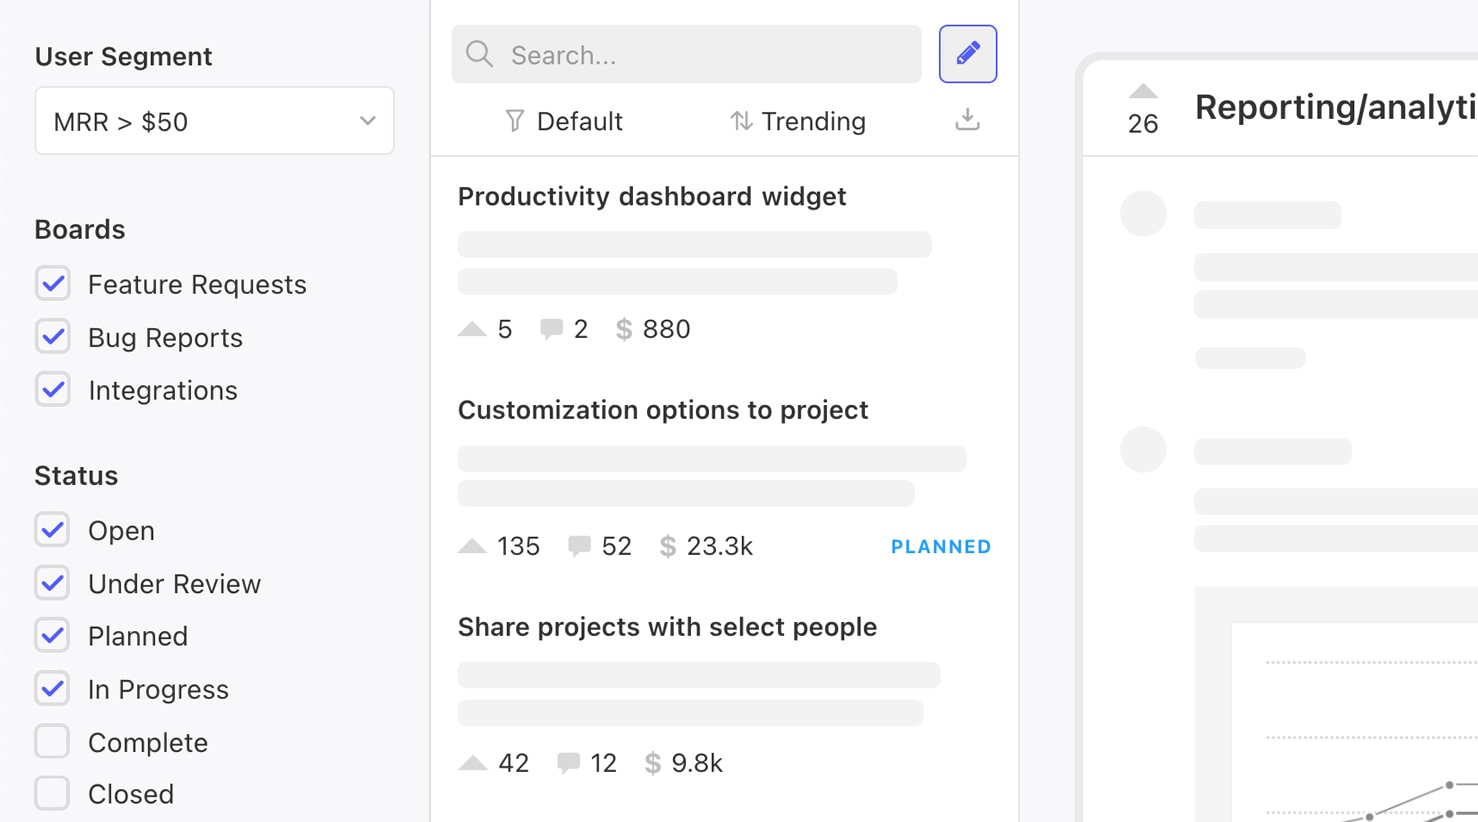 User Segment
MRR > $50
Boards
Feature Requests
Bug Reports
Integrations
Status
Open
Under Review
Planned
In Progress
Complete
Closed
Search...
Default
Trending
Productivity dashboard widget
5 2 $ 880
Customization options to project
135 52 $ 23.3k PLANNED
Share projects with select people
42 12 $ 9.8k
26
Reporting/analyti